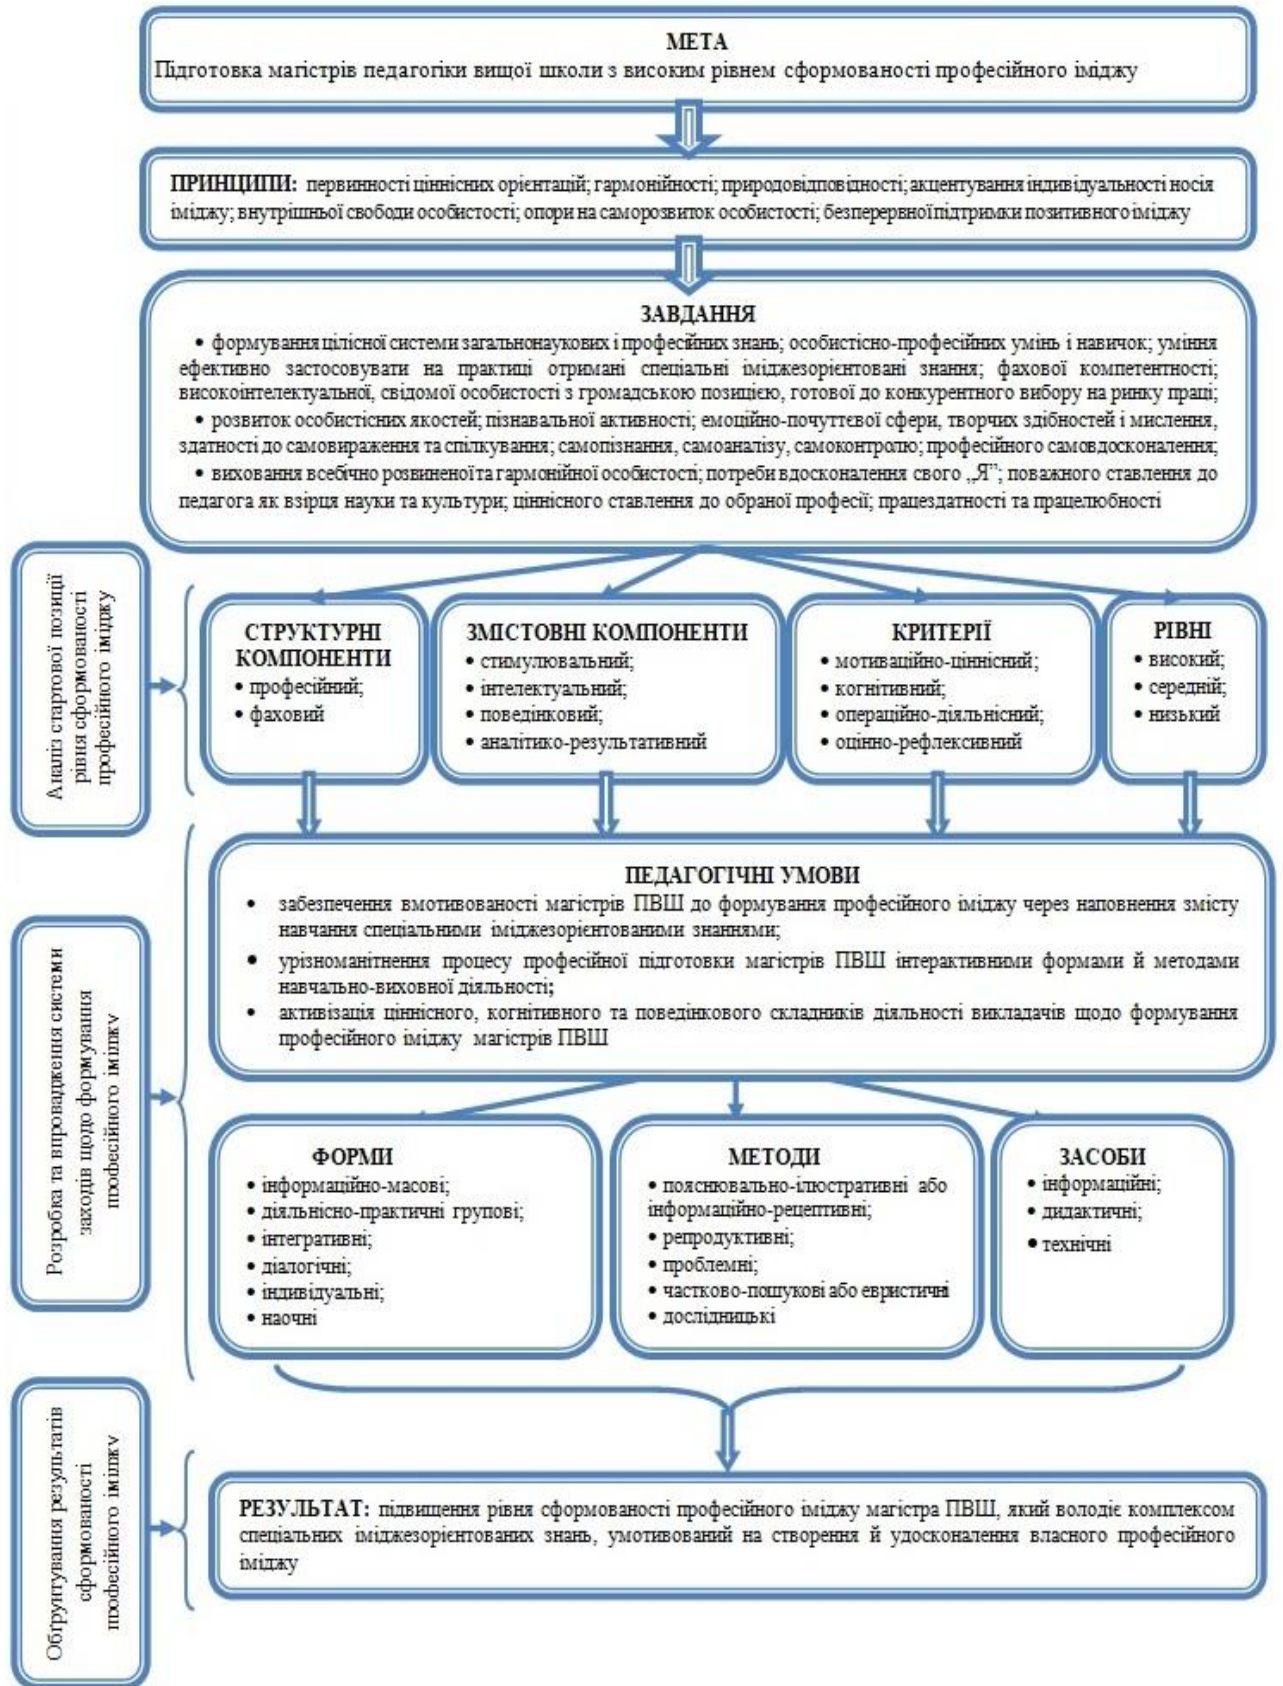 МЕТА
Підготовка магістрів педагогіки вищої школи з високим рівнем сформованості професійного іміджу
ПРИНЦИПИ: первинності ціннісних орієнтацій; гармонійності; природовідповідності; акцентування індивідуальності носія
іміджу; внутрішньої свободи особистості; опори на саморозвиток особистості; безперервної підтримки позитивного іміджу
ЗАВДАННЯ
• формування цілісної системи загальнонаукових і професійних знань; особистісно-професійних умінь і навичок; уміння
ефективно застосовувати на практиці отримані спеціальні іміджезорієнтовані знання; фахової компетентності;
високоінтелектуальної, свідомої особистості з громадською позицією, готової до конкурентного вибору на ринку праці;
• розвиток особистісних якостей; пізнавальної активності; емоційно-почуттєвої сфери, творчих здібностей і мислення,
здатності до самовираження та спілкування; самопізнання, самоаналізу, самоконтролю; професійного самовдосконалення;
• виховання всебічно розвиненої та гармонійної особистості; потреби вдосконалення свого „Я”; поважного ставлення до
педагога як взірця науки та культури; ціннісного ставлення до обраної професії; працездатності та працелюбності
Аналіз стартової позиції
рівня сформованості
професійного іміджу
СТРУКТУРНІ
КОМПОНЕНТИ
• професійний;
• фаховий
ЗМІСТОВНІ КОМПОНЕНТИ
• стимулювальний;
• інтелектуальний;
• поведінковий;
• аналітико-результативний
КРИТЕРІЇ
• мотиваційно-ціннісний;
• когнітивний;
• операційно-діяльнісний;
• оцінно-рефлексивний
РІВНІ
• високий;
• середній;
• низький
Розробка та впровадження системи
заходів щодо формування
професійного іміджу
ПЕДАГОГІЧНІ УМОВИ
• забезпечення вмотивованості магістрів ПВШ до формування професійного іміджу через наповнення змісту
навчання спеціальними іміджезорієнтованими знаннями;
• урізноманітнення процесу професійної підготовки магістрів ПВШ інтерактивними формами й методами
навчально-виховної діяльності;
• активізація ціннісного, когнітивного та поведінкового складників діяльності викладачів щодо формування
професійного іміджу магістрів ПВШ
ФОРМИ
• інформаційно-масові;
• діяльнісно-практичні групові;
• інтегративні;
• діалогічні;
• індивідуальні;
• наочні
МЕТОДИ
• пояснювально-ілюстративні або
інформаційно-рецептивні;
• репродуктивні;
• проблемні;
• частково-пошукові або евристичні
• дослідницькі
ЗАСОБИ
• інформаційні;
• дидактичні;
• технічні
Обґрунтування результатів
сформованості
професійного іміджу
РЕЗУЛЬТАТ: підвищення рівня сформованості професійного іміджу магістра ПВШ, який володіє комплексом
спеціальних іміджезорієнтованих знань, умотивований на створення й удосконалення власного професійного
іміджу